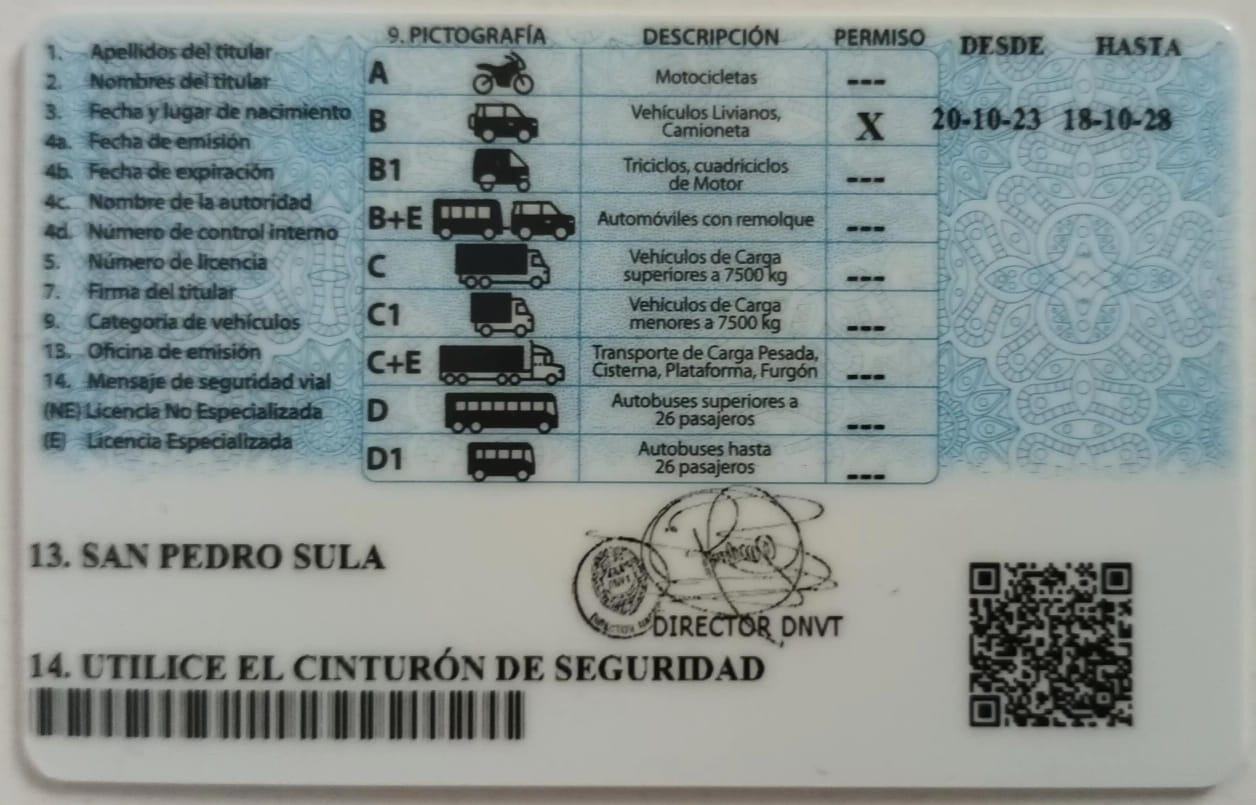 1. Apellidos del titular
2. Nombres del titular
3. Fecha y lugar de nacimiento
4a. Fecha de emisión
4b. Fecha de expiración
4c. Nombre de la autoridad
4d. Número de control interno
5. Número de licencia
7. Firma del titular
9. Categoria de vehículos
13. Oficina de emisión
14. Mensaje de seguridad vial
(NE) Licencia No Especializada
(E) Licencia Especializada
9. PICTOGRAFÍA DESCRIPCIÓN PERMISO DESDE HASTA
A Motocicletas ---
B Vehículos Livianos,
Camioneta X 20-10-23 18-10-28
B1 Triciclos, cuadriciclos
de Motor ---
B+E Automóviles con remolque ---
C Vehículos de Carga
superiores a 7500 kg ---
C1 Vehículos de Carga
menores a 7500 kg ---
C+E Transporte de Carga Pesada,
Cisterna, Plataforma, Furgón ---
D Autobuses superiores a
26 pasajeros ---
D1 Autobuses hasta
26 pasajeros ---
13. SAN PEDRO SULA
DIRECTOR DNVT
14. UTILICE EL CINTURÓN DE SEGURIDAD